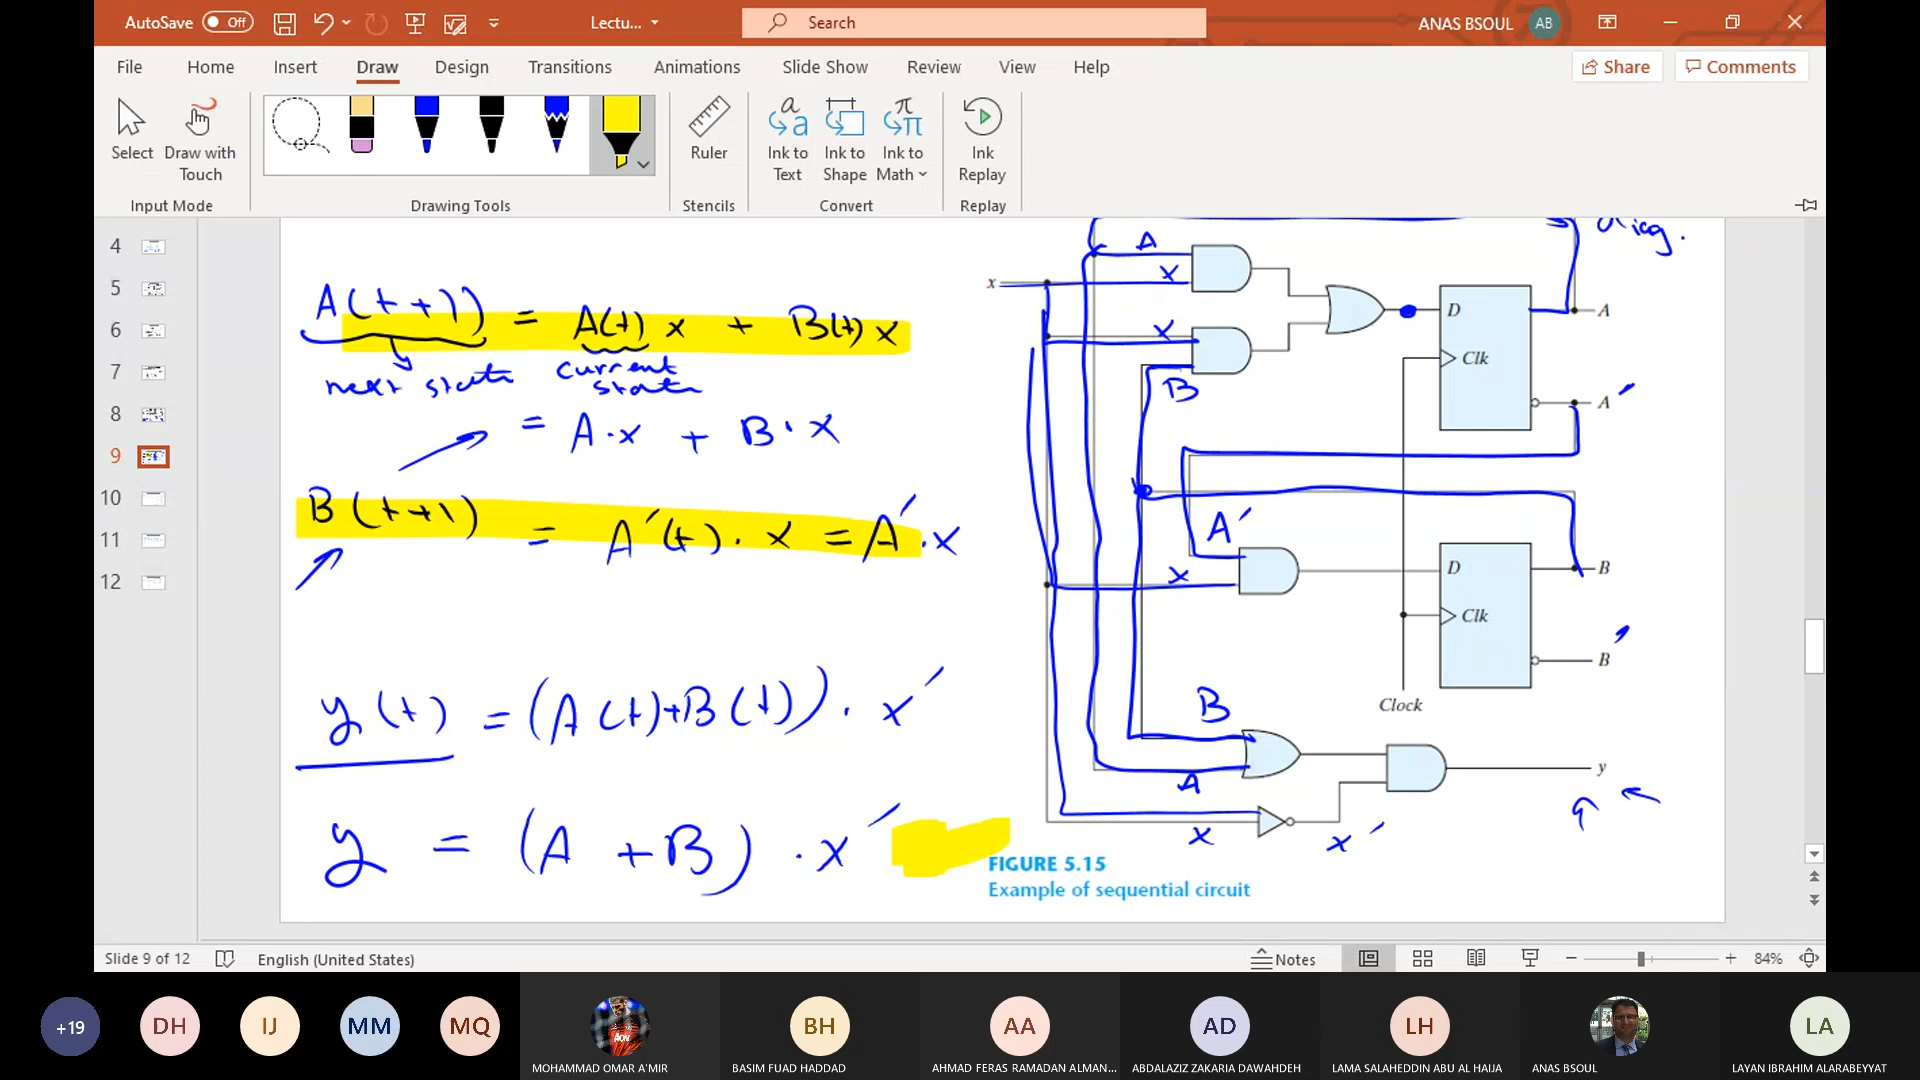 AutoSave Off Lectu... Search ANAS BSOUL AB
File Home Insert Draw Design Transitions Animations Slide Show Review View Help Share Comments
Select Draw with Touch Ruler Ink to Text Ink to Shape Ink to Math Ink Replay
Input Mode Drawing Tools Stencils Convert Replay
4
5
6
7
8
9
10
11
12
A(t+1) = A(t) x + B(t) x
next state current state
= A·x + B·x
B(t+1) = A'(t)·x = A'·x
y(t) = (A(t)+B(t))·x'
y = (A+B)·x'
diag.
A
x
x
x
B
D
Clk
A
A'
A'
x
D
Clk
B
B'
Clock
B
A
x
x'
y
FIGURE 5.15
Example of sequential circuit
Slide 9 of 12 English (United States) Notes 84%
+19 DH IJ MM MQ BH AA AD LH LA
MOHAMMAD OMAR A'MIR BASIM FUAD HADDAD AHMAD FERAS RAMADAN ALMAN... ABDALAZIZ ZAKARIA DAWAHDEH LAMA SALAHEDDIN ABU AL HAIJA ANAS BSOUL LAYAN IBRAHIM ALARABEYYAT